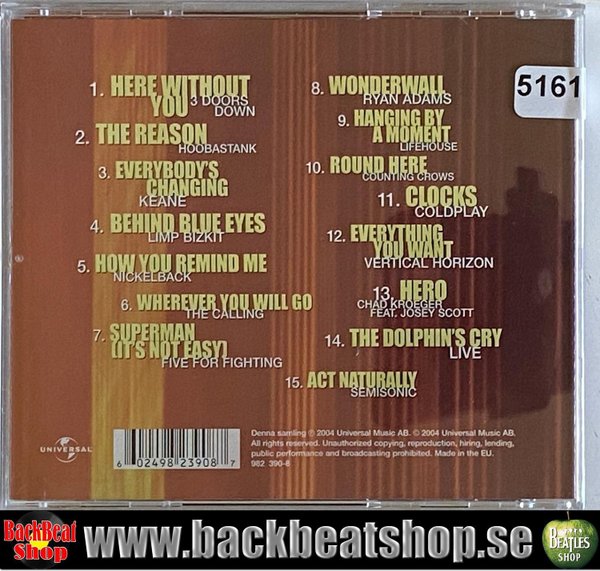 1. HERE WITHOUT
YOU
3 DOORS
DOWN
2. THE REASON
HOOBASTANK
3. EVERYBODY'S
CHANGING
KEANE
4. BEHIND BLUE EYES
LIMP BIZKIT
5. HOW YOU REMIND ME
NICKELBACK
6. WHEREVER YOU WILL GO
THE CALLING
7. SUPERMAN
(IT'S NOT EASY)
FIVE FOR FIGHTING
8. WONDERWALL
RYAN ADAMS
9. HANGING BY
A MOMENT
LIFEHOUSE
10. ROUND HERE
COUNTING CROWS
11. CLOCKS
COLDPLAY
12. EVERYTHING
YOU WANT
VERTICAL HORIZON
13. HERO
CHAD KROEGER
FEAT. JOSEY SCOTT
14. THE DOLPHIN'S CRY
LIVE
15. ACT NATURALLY
SEMISONIC
5161
UNIVERSAL
6 02498 23908 7
Denna samling ℗ 2004 Universal Music AB. © 2004 Universal Music AB.
All rights reserved. Unauthorized copying, reproduction, hiring, lending,
public performance and broadcasting prohibited. Made in the EU.
982 390-8
BackBeat
Shop
www.backbeatshop.se
BEATLES
SHOP